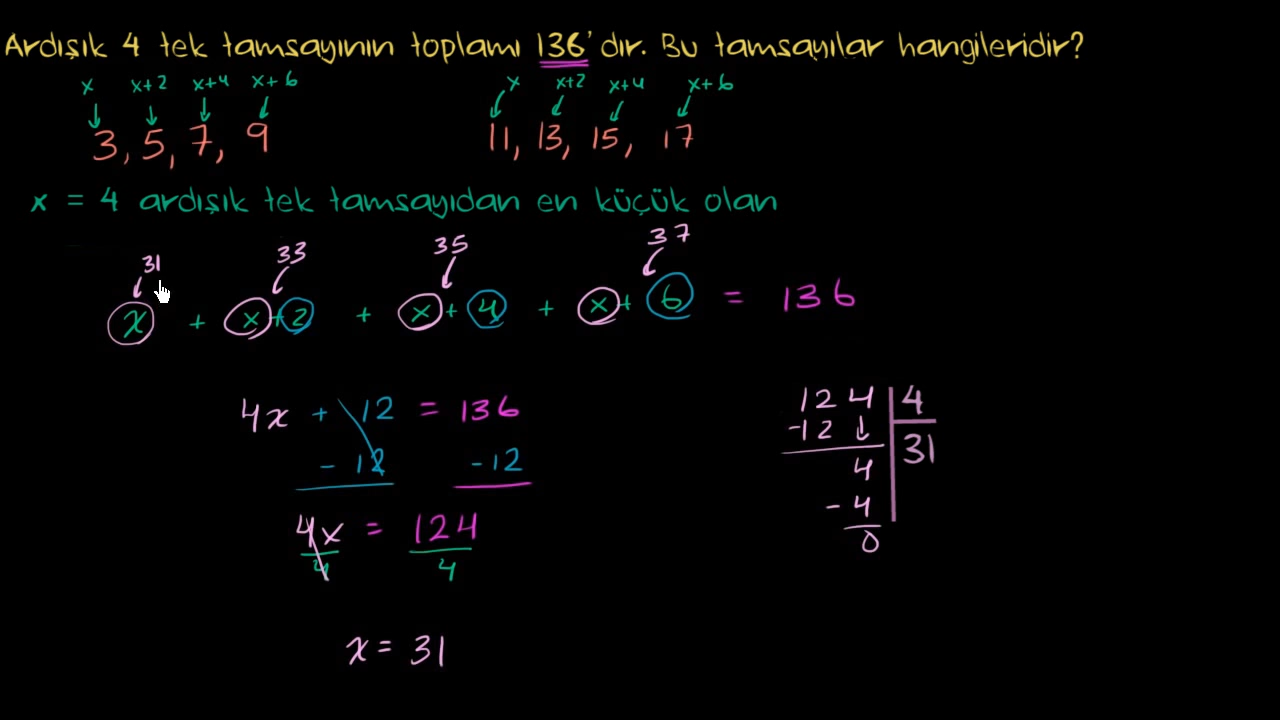 Ardışık 4 tek tamsayının toplamı 136'dır. Bu tamsayılar hangileridir?
x x+2 x+4 x+6 x x+2 x+4 x+6
3, 5, 7, 9 11, 13, 15, 17
x = 4 ardışık tek tamsayıdan en küçük olan
31 33 35 37
x + x+2 + x+4 + x+6 = 136
4x + 12 = 136
- 12 -12
4x = 124
4 4
x = 31
124 4
-12 31
4
- 4
0